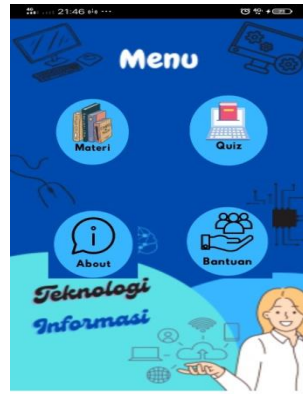 21:46
Menu
Materi
Quiz
About
Bantuan
Teknologi
Informasi